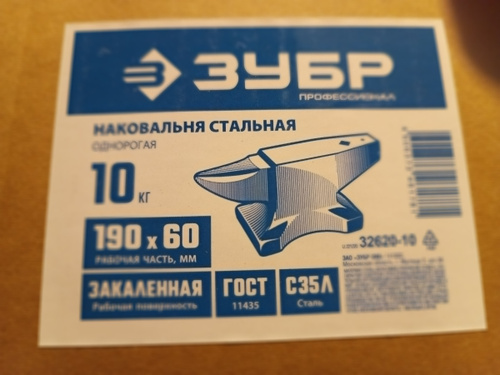 ЗУБР
ПРОФЕССИОНАЛ
НАКОВАЛЬНЯ СТАЛЬНАЯ
ОДНОРОГАЯ
10 КГ
190 x 60
РАБОЧАЯ ЧАСТЬ, ММ
32620-10
ЗАКАЛЕННАЯ
Рабочая поверхность
ГОСТ
11435
С35Л
Сталь